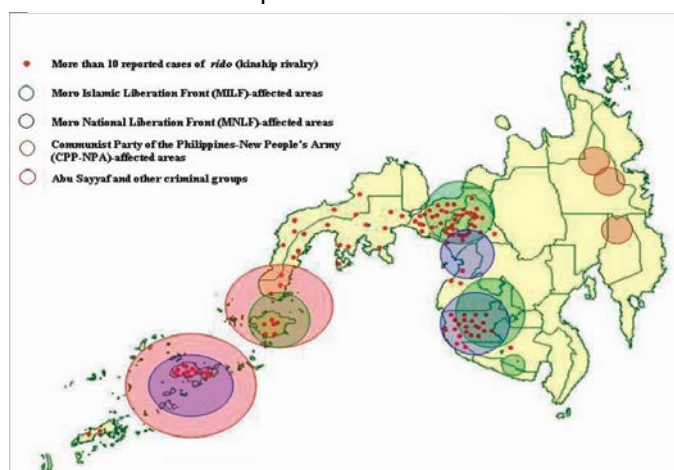 More than 10 reported cases of rido (kinship rivalry)
Moro Islamic Liberation Front (MILF)-affected areas
Moro National Liberation Front (MNLF)-affected areas
Communist Party of the Philippines-New People's Army
(CPP-NPA)-affected areas
Abu Sayyaf and other criminal groups